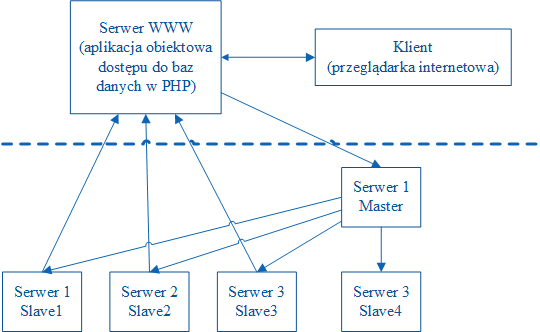 Serwer WWW
(aplikacja obiektowa
dostępu do baz
danych w PHP)
Klient
(przeglądarka internetowa)
Serwer 1
Master
Serwer 1
Slave1
Serwer 2
Slave2
Serwer 3
Slave3
Serwer 3
Slave4